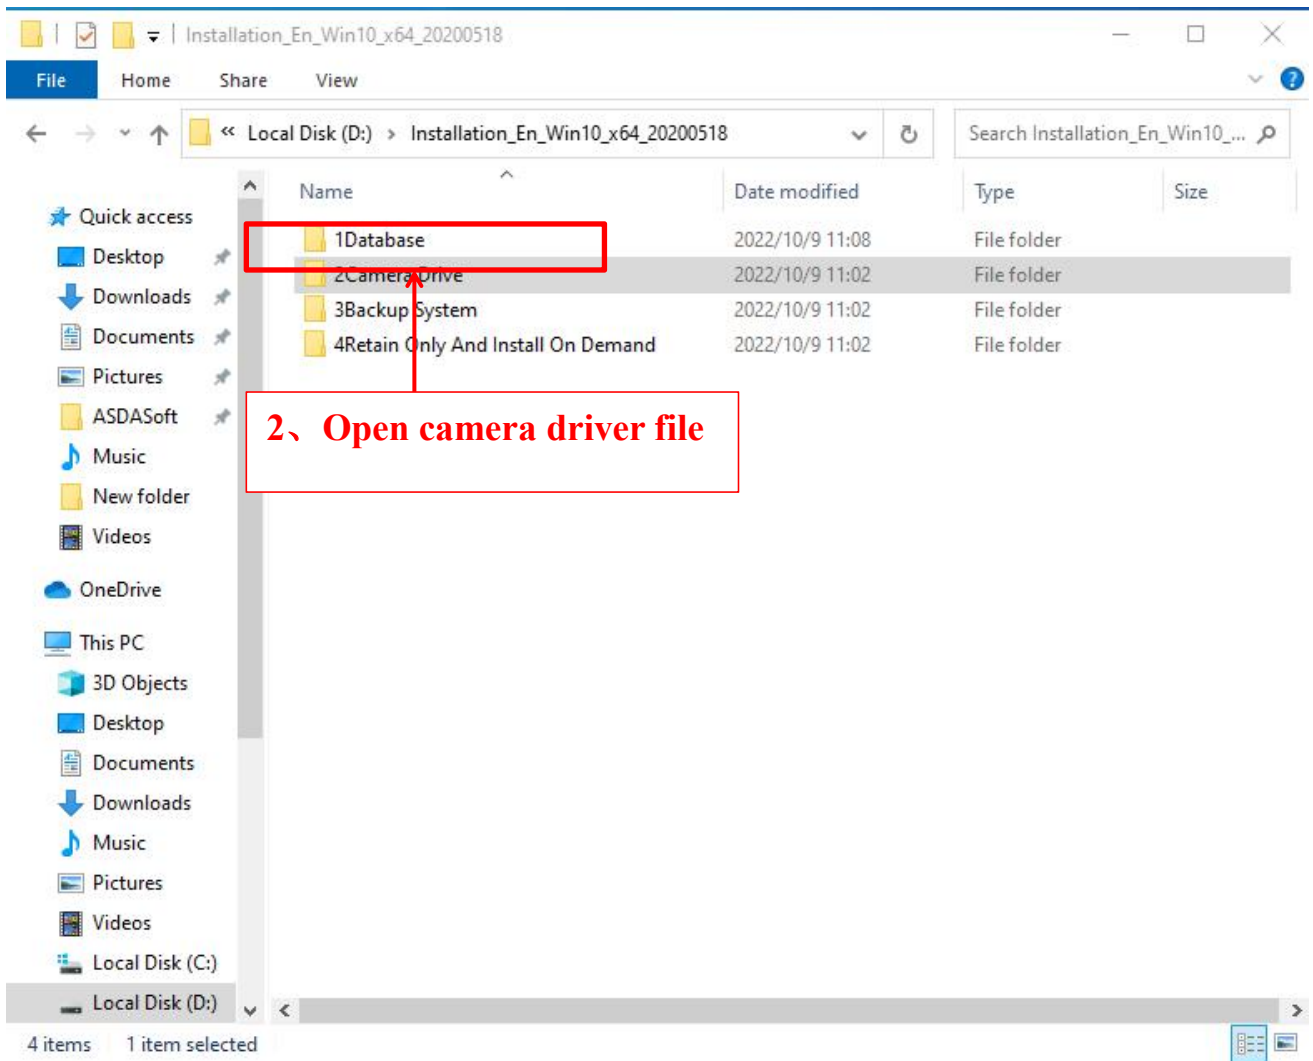 Installation_En_Win10_x64_20200518
File Home Share View
« Local Disk (D:) > Installation_En_Win10_x64_20200518
Search Installation_En_Win10_...
Name Date modified Type Size
Quick access
Desktop
Downloads
Documents
Pictures
ASDASoft
Music
New folder
Videos
OneDrive
This PC
3D Objects
Desktop
Documents
Downloads
Music
Pictures
Videos
Local Disk (C:)
Local Disk (D:)
1Database 2022/10/9 11:08 File folder
2Camera Drive 2022/10/9 11:02 File folder
3Backup System 2022/10/9 11:02 File folder
4Retain Only And Install On Demand 2022/10/9 11:02 File folder
2、Open camera driver file
4 items 1 item selected